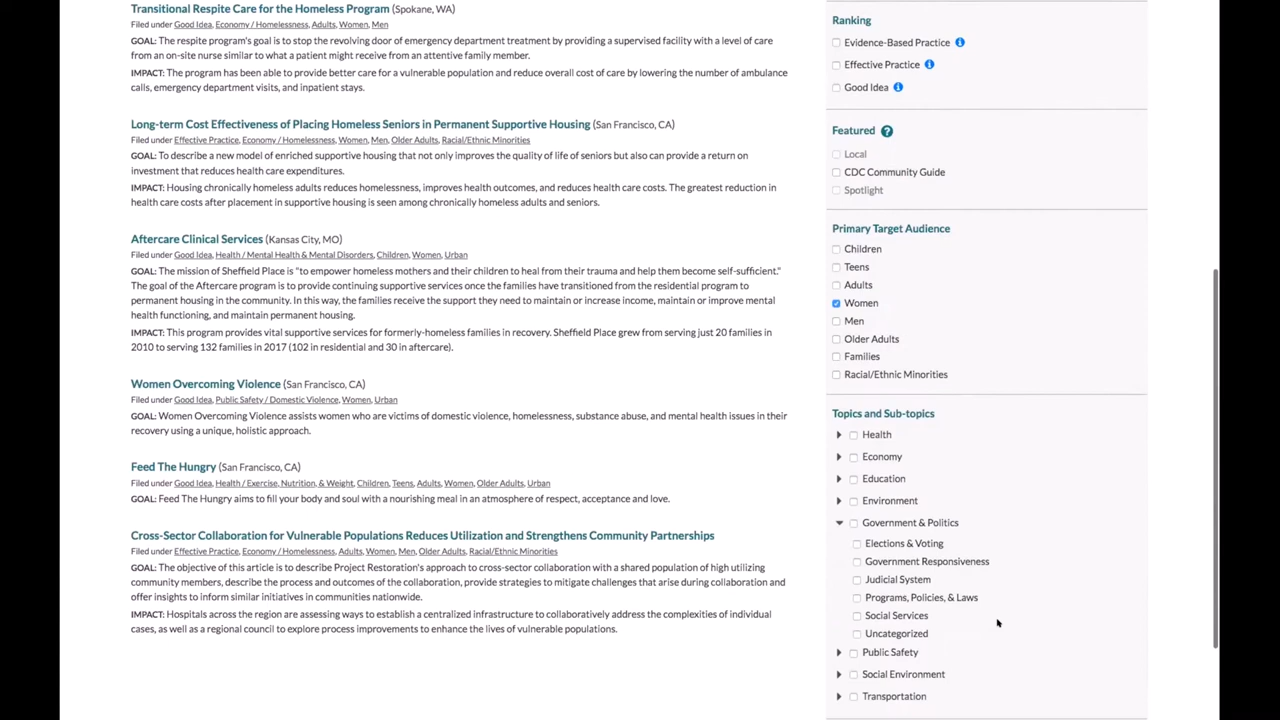 Transitional Respite Care for the Homeless Program (Spokane, WA)
Filed under Good Idea, Economy / Homelessness, Adults, Women, Men
GOAL: The respite program's goal is to stop the revolving door of emergency department treatment by providing a supervised facility with a level of care
from an on-site nurse similar to what a patient might receive from an attentive family member.
IMPACT: The program has been able to provide better care for a vulnerable population and reduce overall cost of care by lowering the number of ambulance
calls, emergency department visits, and inpatient stays.
Long-term Cost Effectiveness of Placing Homeless Seniors in Permanent Supportive Housing (San Francisco, CA)
Filed under Effective Practice, Economy / Homelessness, Women, Men, Older Adults, Racial/Ethnic Minorities
GOAL: To describe a new model of enriched supportive housing that not only improves the quality of life of seniors but also can provide a return on
investment that reduces health care expenditures.
IMPACT: Housing chronically homeless adults reduces homelessness, improves health outcomes, and reduces health care costs. The greatest reduction in
health care costs after placement in supportive housing is seen among chronically homeless adults and seniors.
Aftercare Clinical Services (Kansas City, MO)
Filed under Good Idea, Health / Mental Health & Mental Disorders, Children, Women, Urban
GOAL: The mission of Sheffield Place is "to empower homeless mothers and their children to heal from their trauma and help them become self-sufficient."
The goal of the Aftercare program is to provide continuing supportive services once the families have transitioned from the residential program to
permanent housing in the community. In this way, the families receive the support they need to maintain or increase income, maintain or improve mental
health functioning, and maintain permanent housing.
IMPACT: This program provides vital supportive services for formerly-homeless families in recovery. Sheffield Place grew from serving just 20 families in
2010 to serving 132 families in 2017 (102 in residential and 30 in aftercare).
Women Overcoming Violence (San Francisco, CA)
Filed under Good Idea, Public Safety / Domestic Violence, Women, Urban
GOAL: Women Overcoming Violence assists women who are victims of domestic violence, homelessness, substance abuse, and mental health issues in their
recovery using a unique, holistic approach.
Feed The Hungry (San Francisco, CA)
Filed under Good Idea, Health / Exercise, Nutrition, & Weight, Children, Teens, Adults, Women, Older Adults, Urban
GOAL: Feed The Hungry aims to fill your body and soul with a nourishing meal in an atmosphere of respect, acceptance and love.
Cross-Sector Collaboration for Vulnerable Populations Reduces Utilization and Strengthens Community Partnerships
Filed under Effective Practice, Economy / Homelessness, Adults, Women, Men, Older Adults, Racial/Ethnic Minorities
GOAL: The objective of this article is to describe Project Restoration's approach to cross-sector collaboration with a shared population of high utilizing
community members, describe the process and outcomes of the collaboration, provide strategies to mitigate challenges that arise during collaboration and
offer insights to inform similar initiatives in communities nationwide.
IMPACT: Hospitals across the region are assessing ways to establish a centralized infrastructure to collaboratively address the complexities of individual
cases, as well as a regional council to explore process improvements to enhance the lives of vulnerable populations.
Ranking
Evidence-Based Practice
Effective Practice
Good Idea
Featured
Local
CDC Community Guide
Spotlight
Primary Target Audience
Children
Teens
Adults
Women
Men
Older Adults
Families
Racial/Ethnic Minorities
Topics and Sub-topics
Health
Economy
Education
Environment
Government & Politics
Elections & Voting
Government Responsiveness
Judicial System
Programs, Policies, & Laws
Social Services
Uncategorized
Public Safety
Social Environment
Transportation